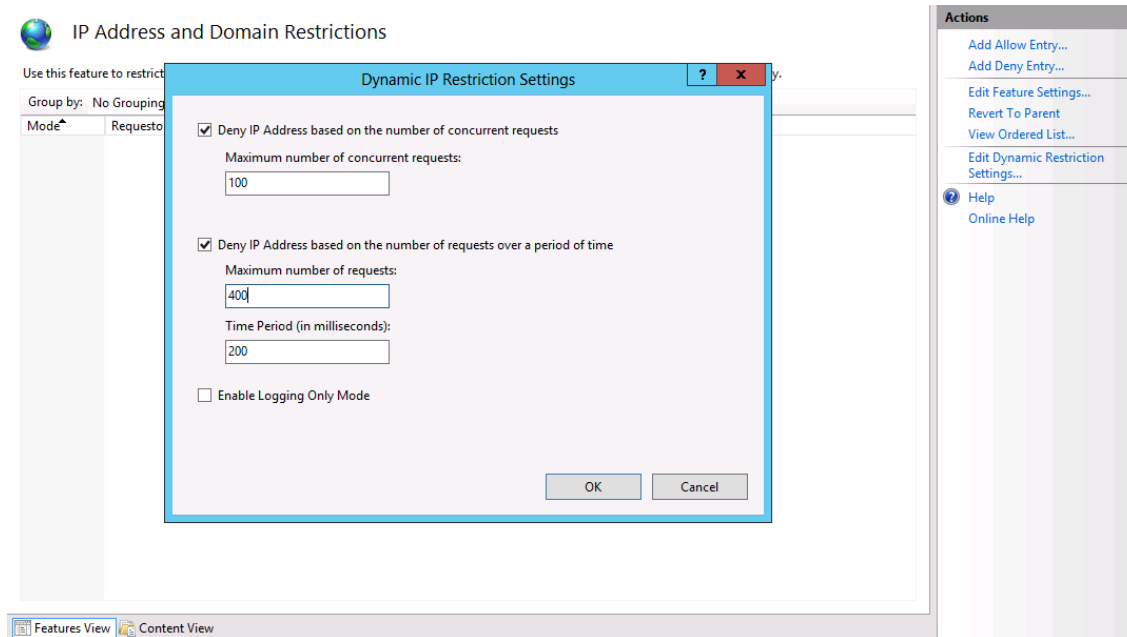 IP Address and Domain Restrictions
Use this feature to restrict
y.
Group by: No Grouping
Mode Requesto
Dynamic IP Restriction Settings
? x
Deny IP Address based on the number of concurrent requests
Maximum number of concurrent requests:
100
Deny IP Address based on the number of requests over a period of time
Maximum number of requests:
400
Time Period (in milliseconds):
200
Enable Logging Only Mode
OK Cancel
Features View Content View
Actions
Add Allow Entry...
Add Deny Entry...
Edit Feature Settings...
Revert To Parent
View Ordered List...
Edit Dynamic Restriction
Settings...
Help
Online Help